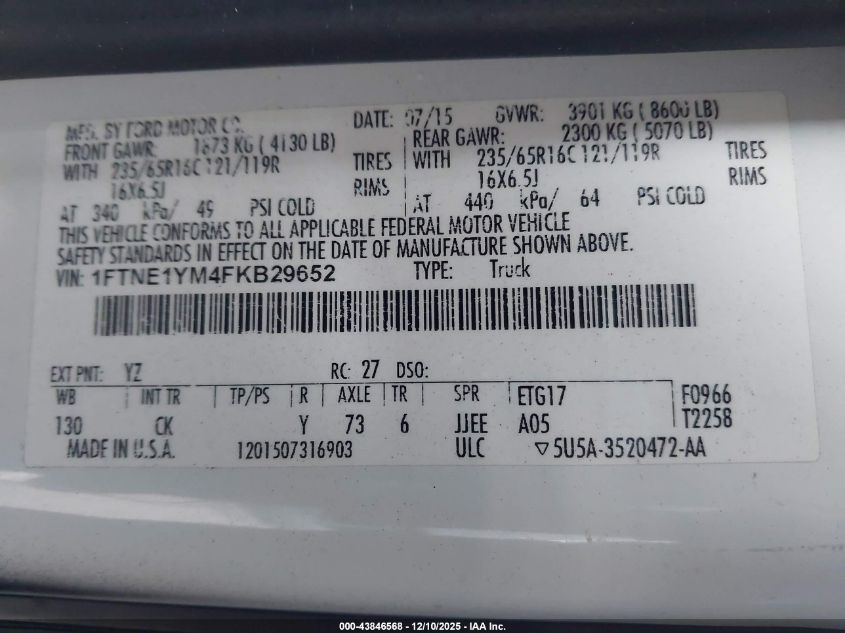 MFG. BY FORD MOTOR CO. DATE: 07/15 GVWR: 3901 KG ( 8600 LB)
FRONT GAWR: 1873 KG ( 4130 LB) REAR GAWR: 2300 KG ( 5070 LB)
WITH 235/65R16C 121/119R TIRES WITH 235/65R16C 121/119R TIRES
16X6.5J RIMS 16X6.5J RIMS
AT 340 kPa/ 49 PSI COLD AT 440 kPa/ 64 PSI COLD
THIS VEHICLE CONFORMS TO ALL APPLICABLE FEDERAL MOTOR VEHICLE
SAFETY STANDARDS IN EFFECT ON THE DATE OF MANUFACTURE SHOWN ABOVE.
VIN: 1FTNE1YM4FKB29652 TYPE: Truck
EXT PNT: YZ RC: 27 DSO:
WB INT TR TP/PS R AXLE TR SPR ETG17 F0966
130 CK Y 73 6 JJEE A05 T2258
MADE IN U.S.A. 1201507316903 ULC ▽5U5A-3520472-AA
000-43846568 — 12/10/2025 — IAA Inc.